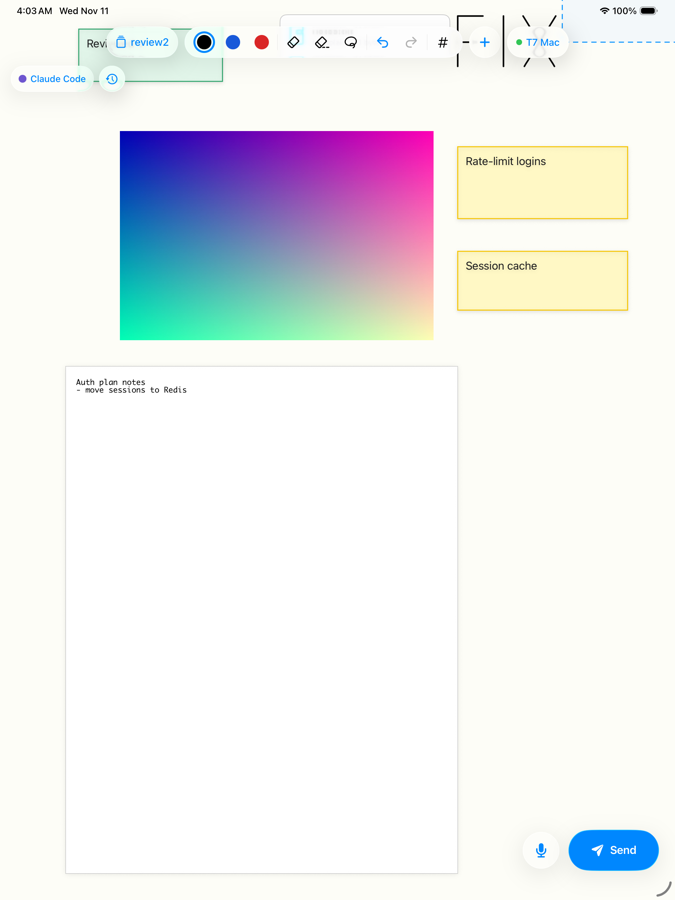 4:03 AM Wed Nov 11
100%
review2
#
T7 Mac
Claude Code
Rate-limit logins
Session cache
Auth plan notes
- move sessions to Redis
Send